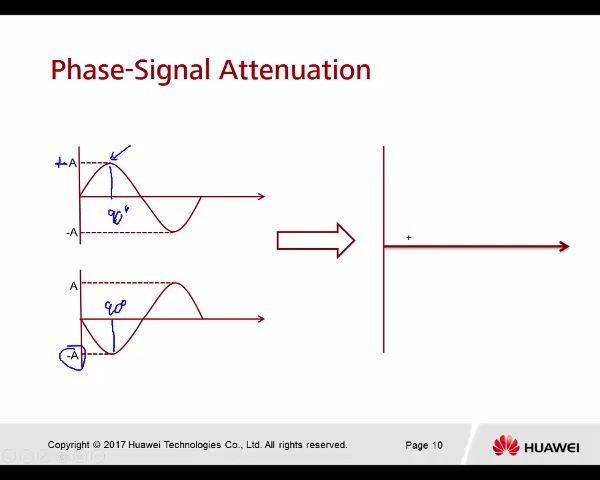 Phase-Signal Attenuation
+A
90°
-A
A
90°
-A
+
Copyright © 2017 Huawei Technologies Co., Ltd. All rights reserved.
Page 10
HUAWEI